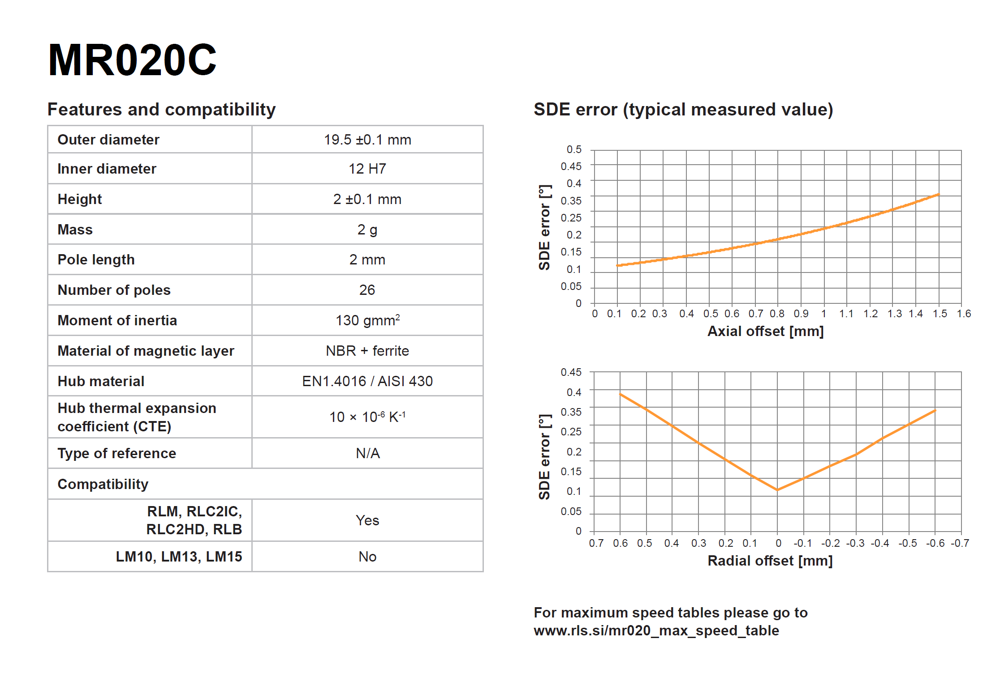 MR020C
Features and compatibility
Outer diameter 19.5 ±0.1 mm
Inner diameter 12 H7
Height 2 ±0.1 mm
Mass 2 g
Pole length 2 mm
Number of poles 26
Moment of inertia 130 gmm²
Material of magnetic layer NBR + ferrite
Hub material EN1.4016 / AISI 430
Hub thermal expansion
coefficient (CTE) 10 × 10⁻⁶ K⁻¹
Type of reference N/A
Compatibility
RLM, RLC2IC,
RLC2HD, RLB Yes
LM10, LM13, LM15 No
SDE error (typical measured value)
SDE error [°]
0.5
0.45
0.4
0.35
0.25
0.2
0.15
0.1
0.05
0
0 0.1 0.2 0.3 0.4 0.5 0.6 0.7 0.8 0.9 1 1.1 1.2 1.3 1.4 1.5 1.6
Axial offset [mm]
SDE error [°]
0.45
0.4
0.35
0.25
0.2
0.15
0.1
0.05
0
0.7 0.6 0.5 0.4 0.3 0.2 0.1 0 -0.1 -0.2 -0.3 -0.4 -0.5 -0.6 -0.7
Radial offset [mm]
For maximum speed tables please go to
www.rls.si/mr020_max_speed_table